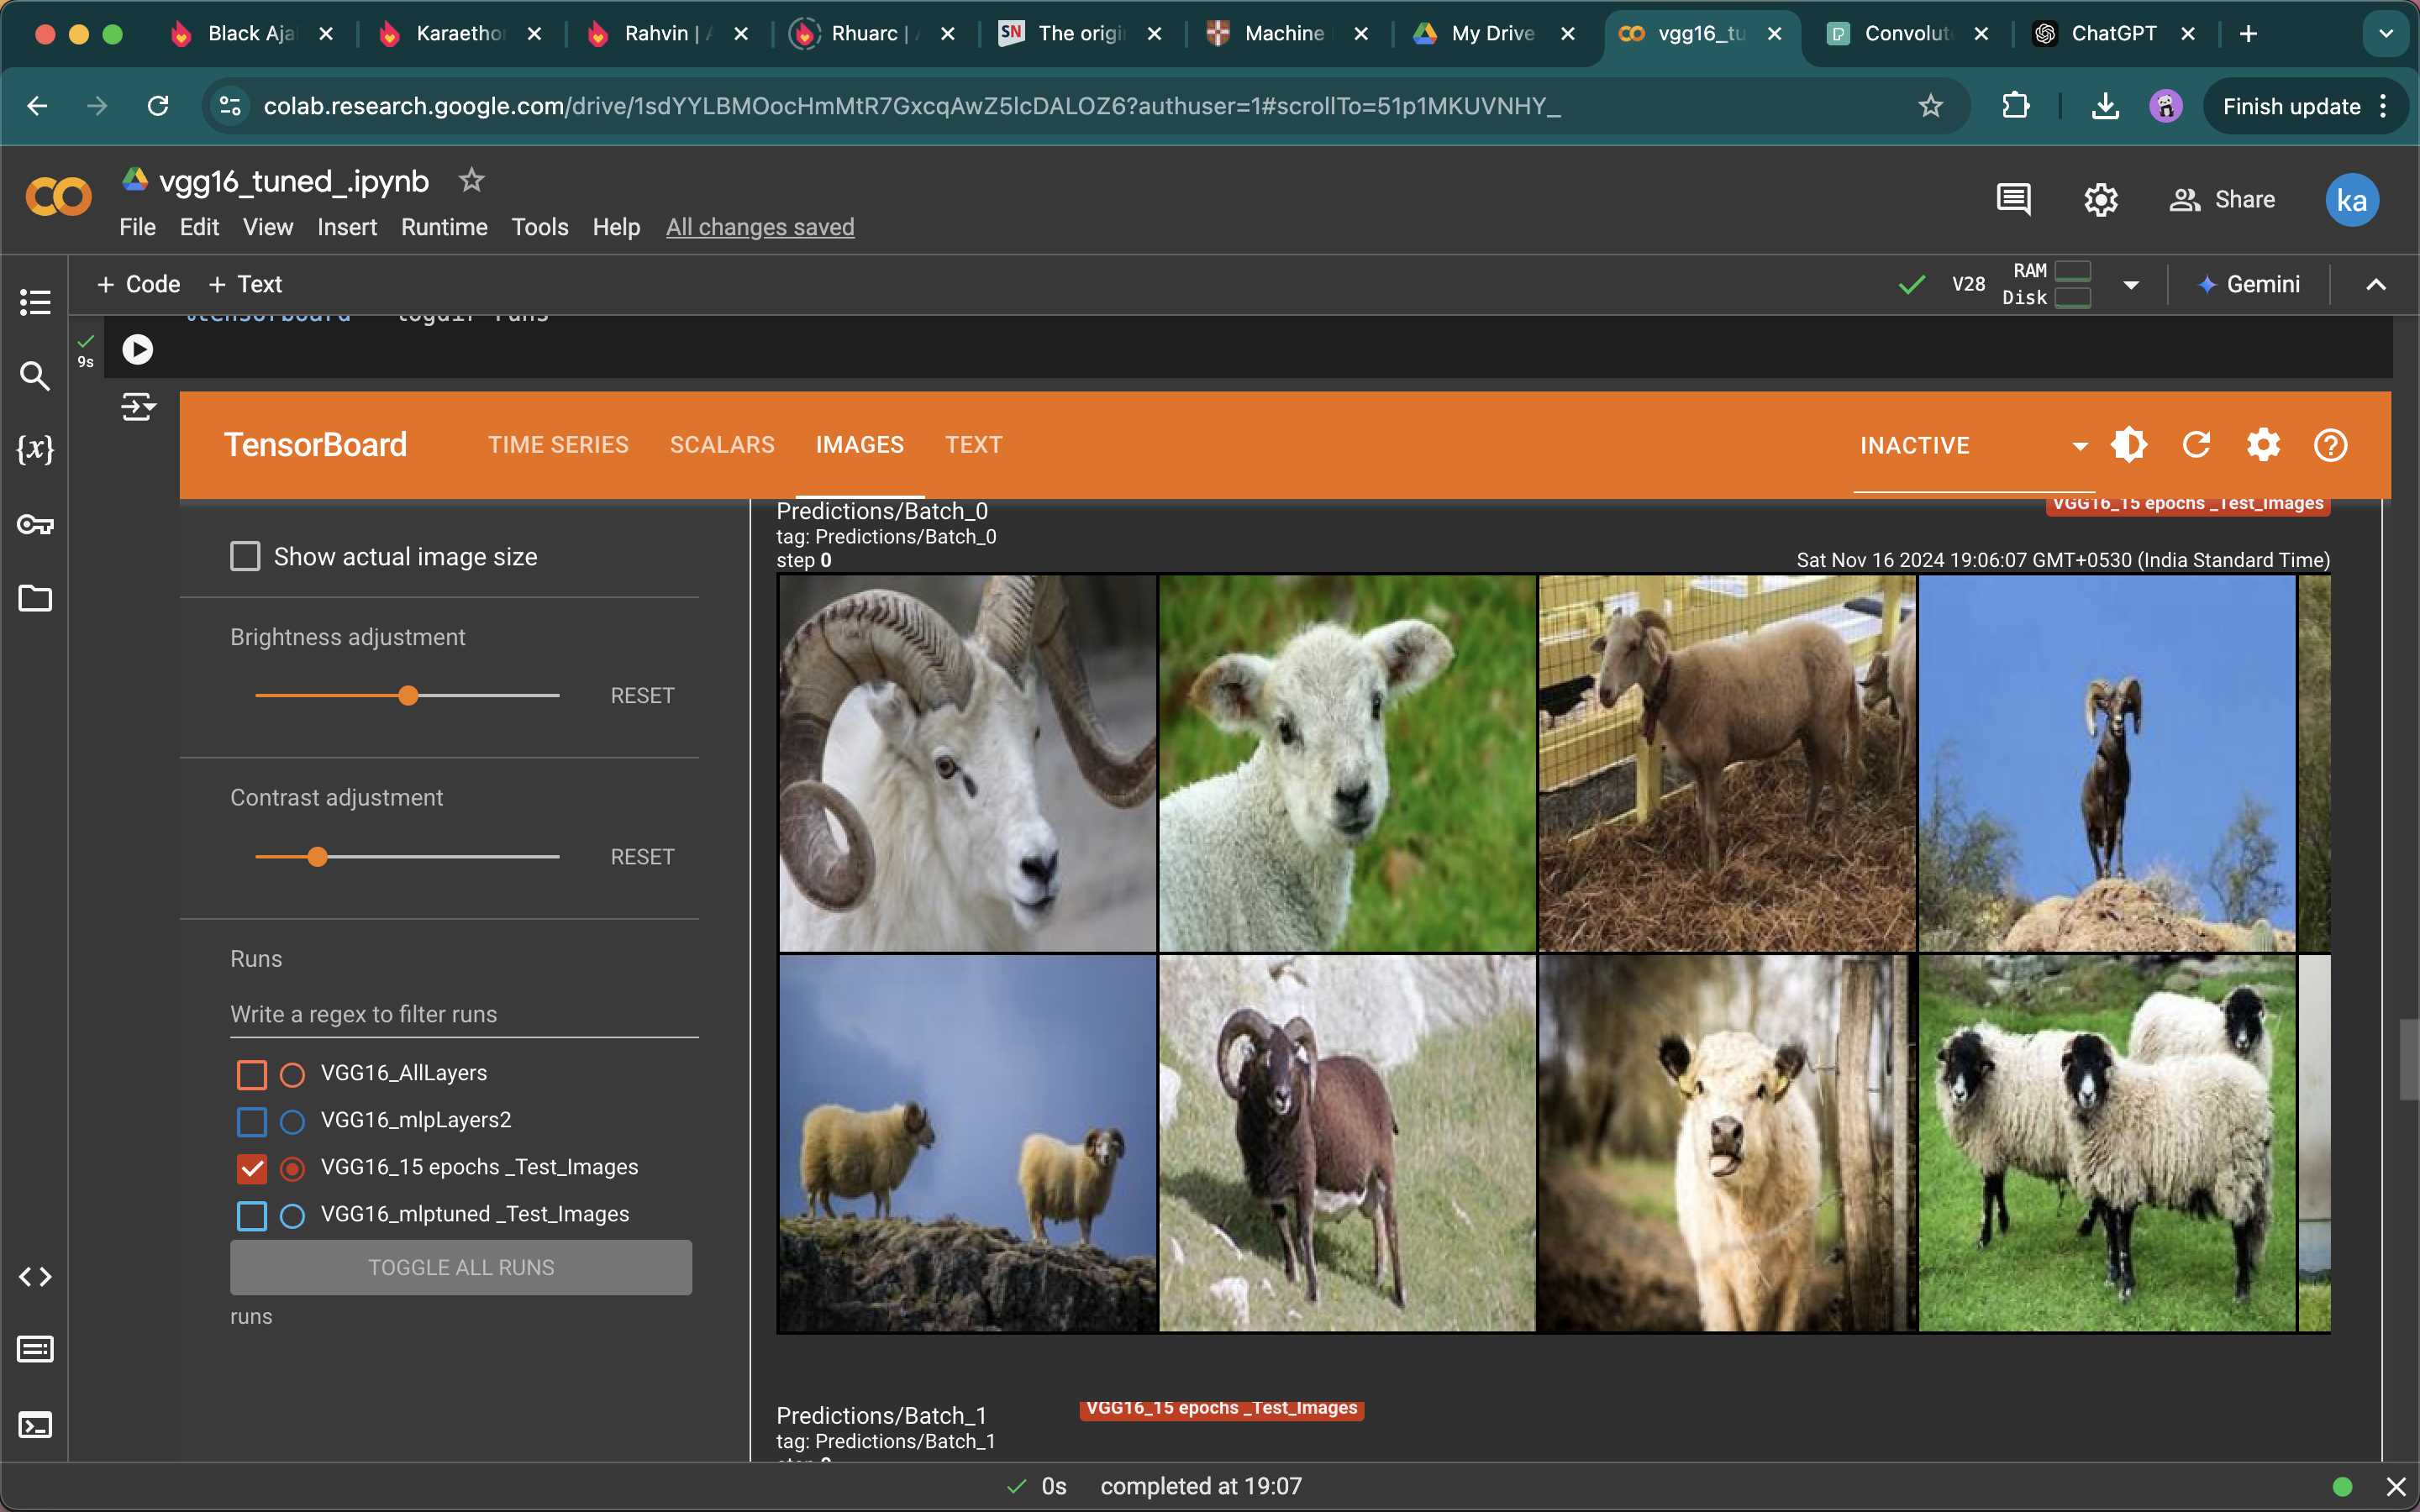 Black Aja
Karaetho
Rahvin | A
Rhuarc | A
SN The origi
Machine
My Drive
vgg16_tu
Convolut
ChatGPT
colab.research.google.com/drive/1sdYYLBMOocHmMtR7GxcqAwZ5lcDALOZ6?authuser=1#scrollTo=51p1MKUVNHY_
Finish update
vgg16_tuned_.ipynb
File Edit View Insert Runtime Tools Help All changes saved
Share
ka
+ Code + Text
V28 RAM
Disk
Gemini
%tensorboard --logdir runs
9s
{x}
TensorBoard TIME SERIES SCALARS IMAGES TEXT INACTIVE
Show actual image size
Brightness adjustment
RESET
Contrast adjustment
RESET
Runs
Write a regex to filter runs
VGG16_AllLayers
VGG16_mlpLayers2
VGG16_15 epochs _Test_Images
VGG16_mlptuned _Test_Images
TOGGLE ALL RUNS
runs
Predictions/Batch_0 VGG16_15 epochs _Test_Images
tag: Predictions/Batch_0
step 0 Sat Nov 16 2024 19:06:07 GMT+0530 (India Standard Time)
Predictions/Batch_1 VGG16_15 epochs _Test_Images
tag: Predictions/Batch_1
step 0
0s completed at 19:07